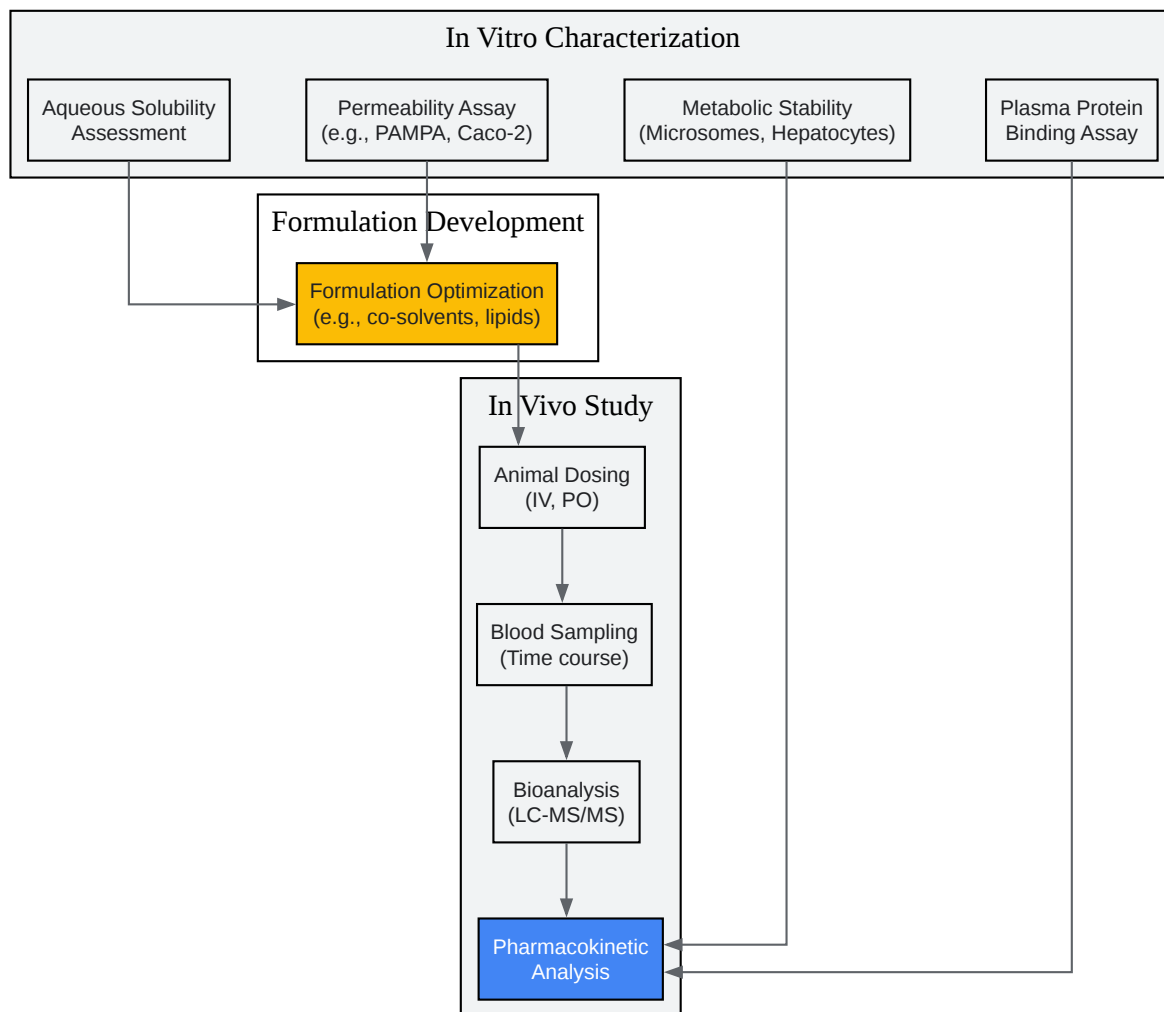 In Vitro Characterization
Aqueous Solubility
Assessment
Permeability Assay
(e.g., PAMPA, Caco-2)
Metabolic Stability
(Microsomes, Hepatocytes)
Plasma Protein
Binding Assay
Formulation Development
Formulation Optimization
(e.g., co-solvents, lipids)
In Vivo Study
Animal Dosing
(IV, PO)
Blood Sampling
(Time course)
Bioanalysis
(LC-MS/MS)
Pharmacokinetic
Analysis